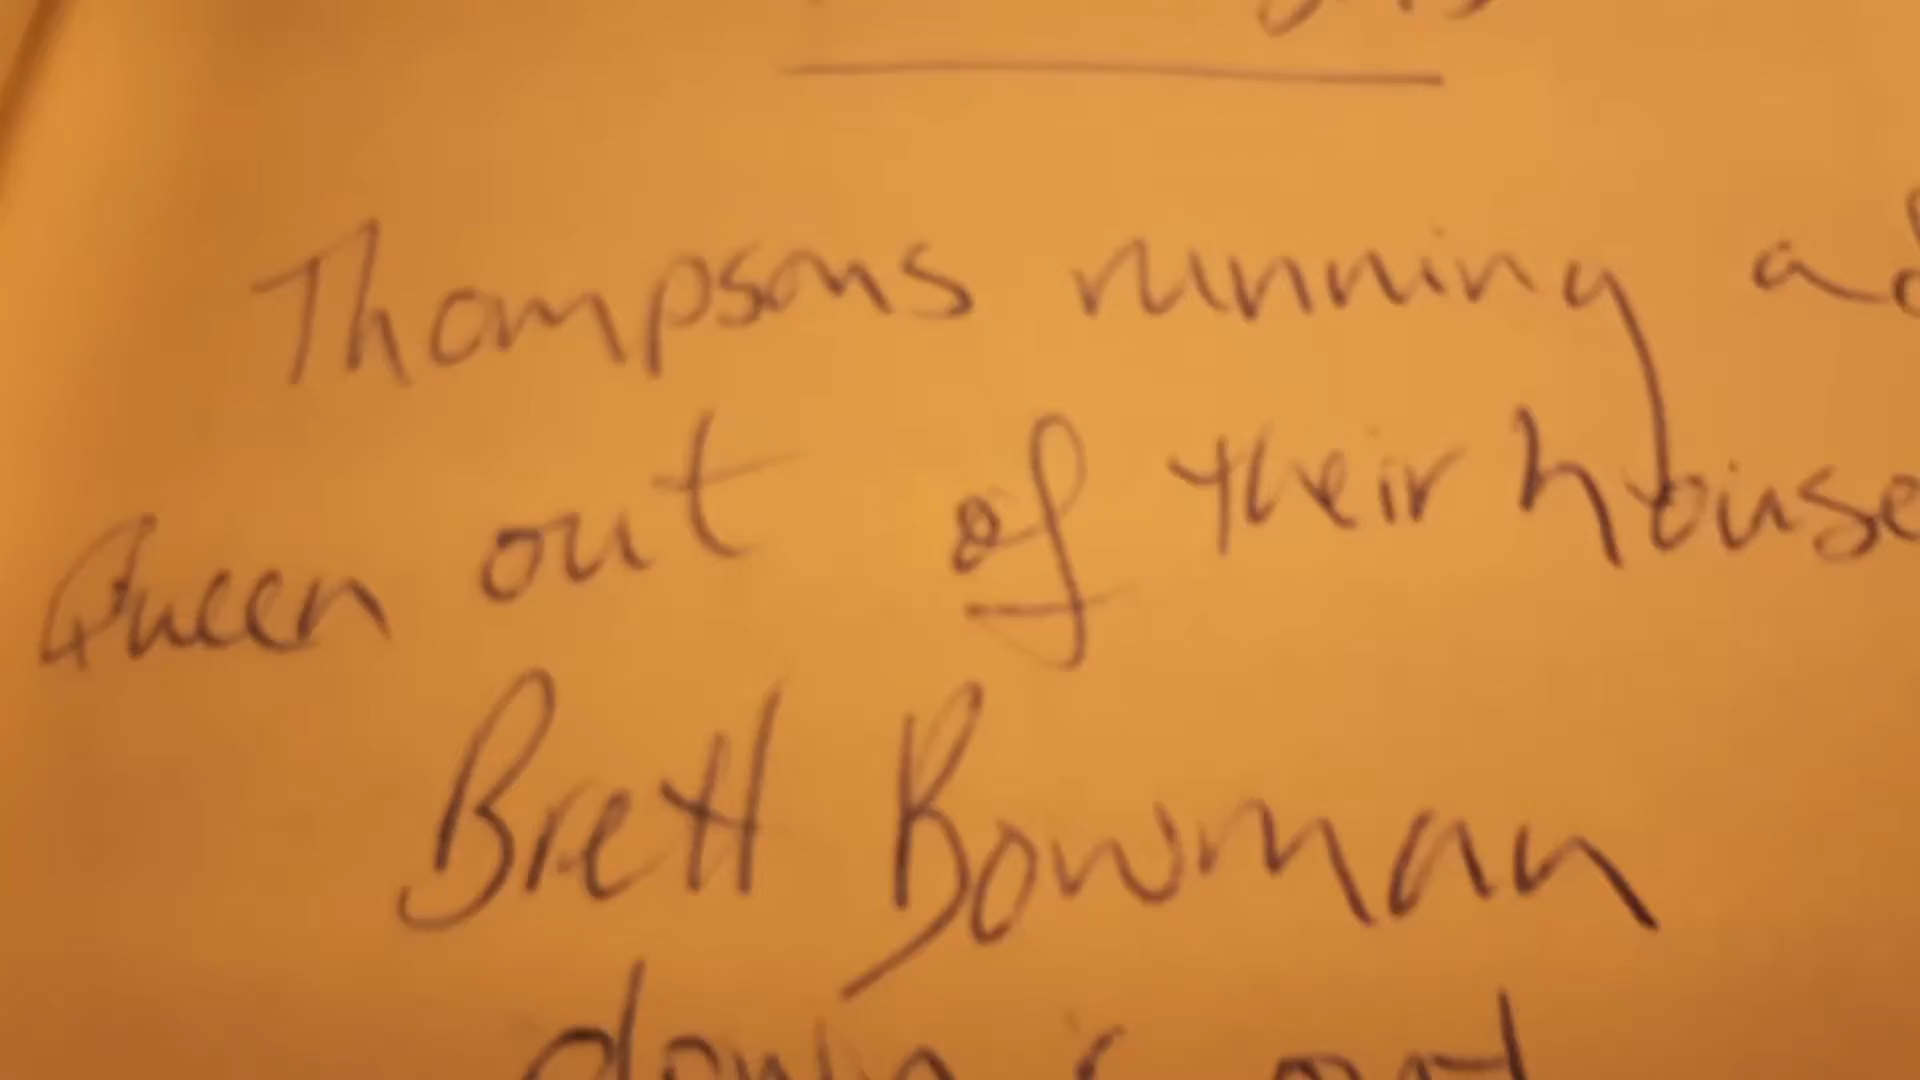 Thompsons running
Queen out of their house
Brett Bowman